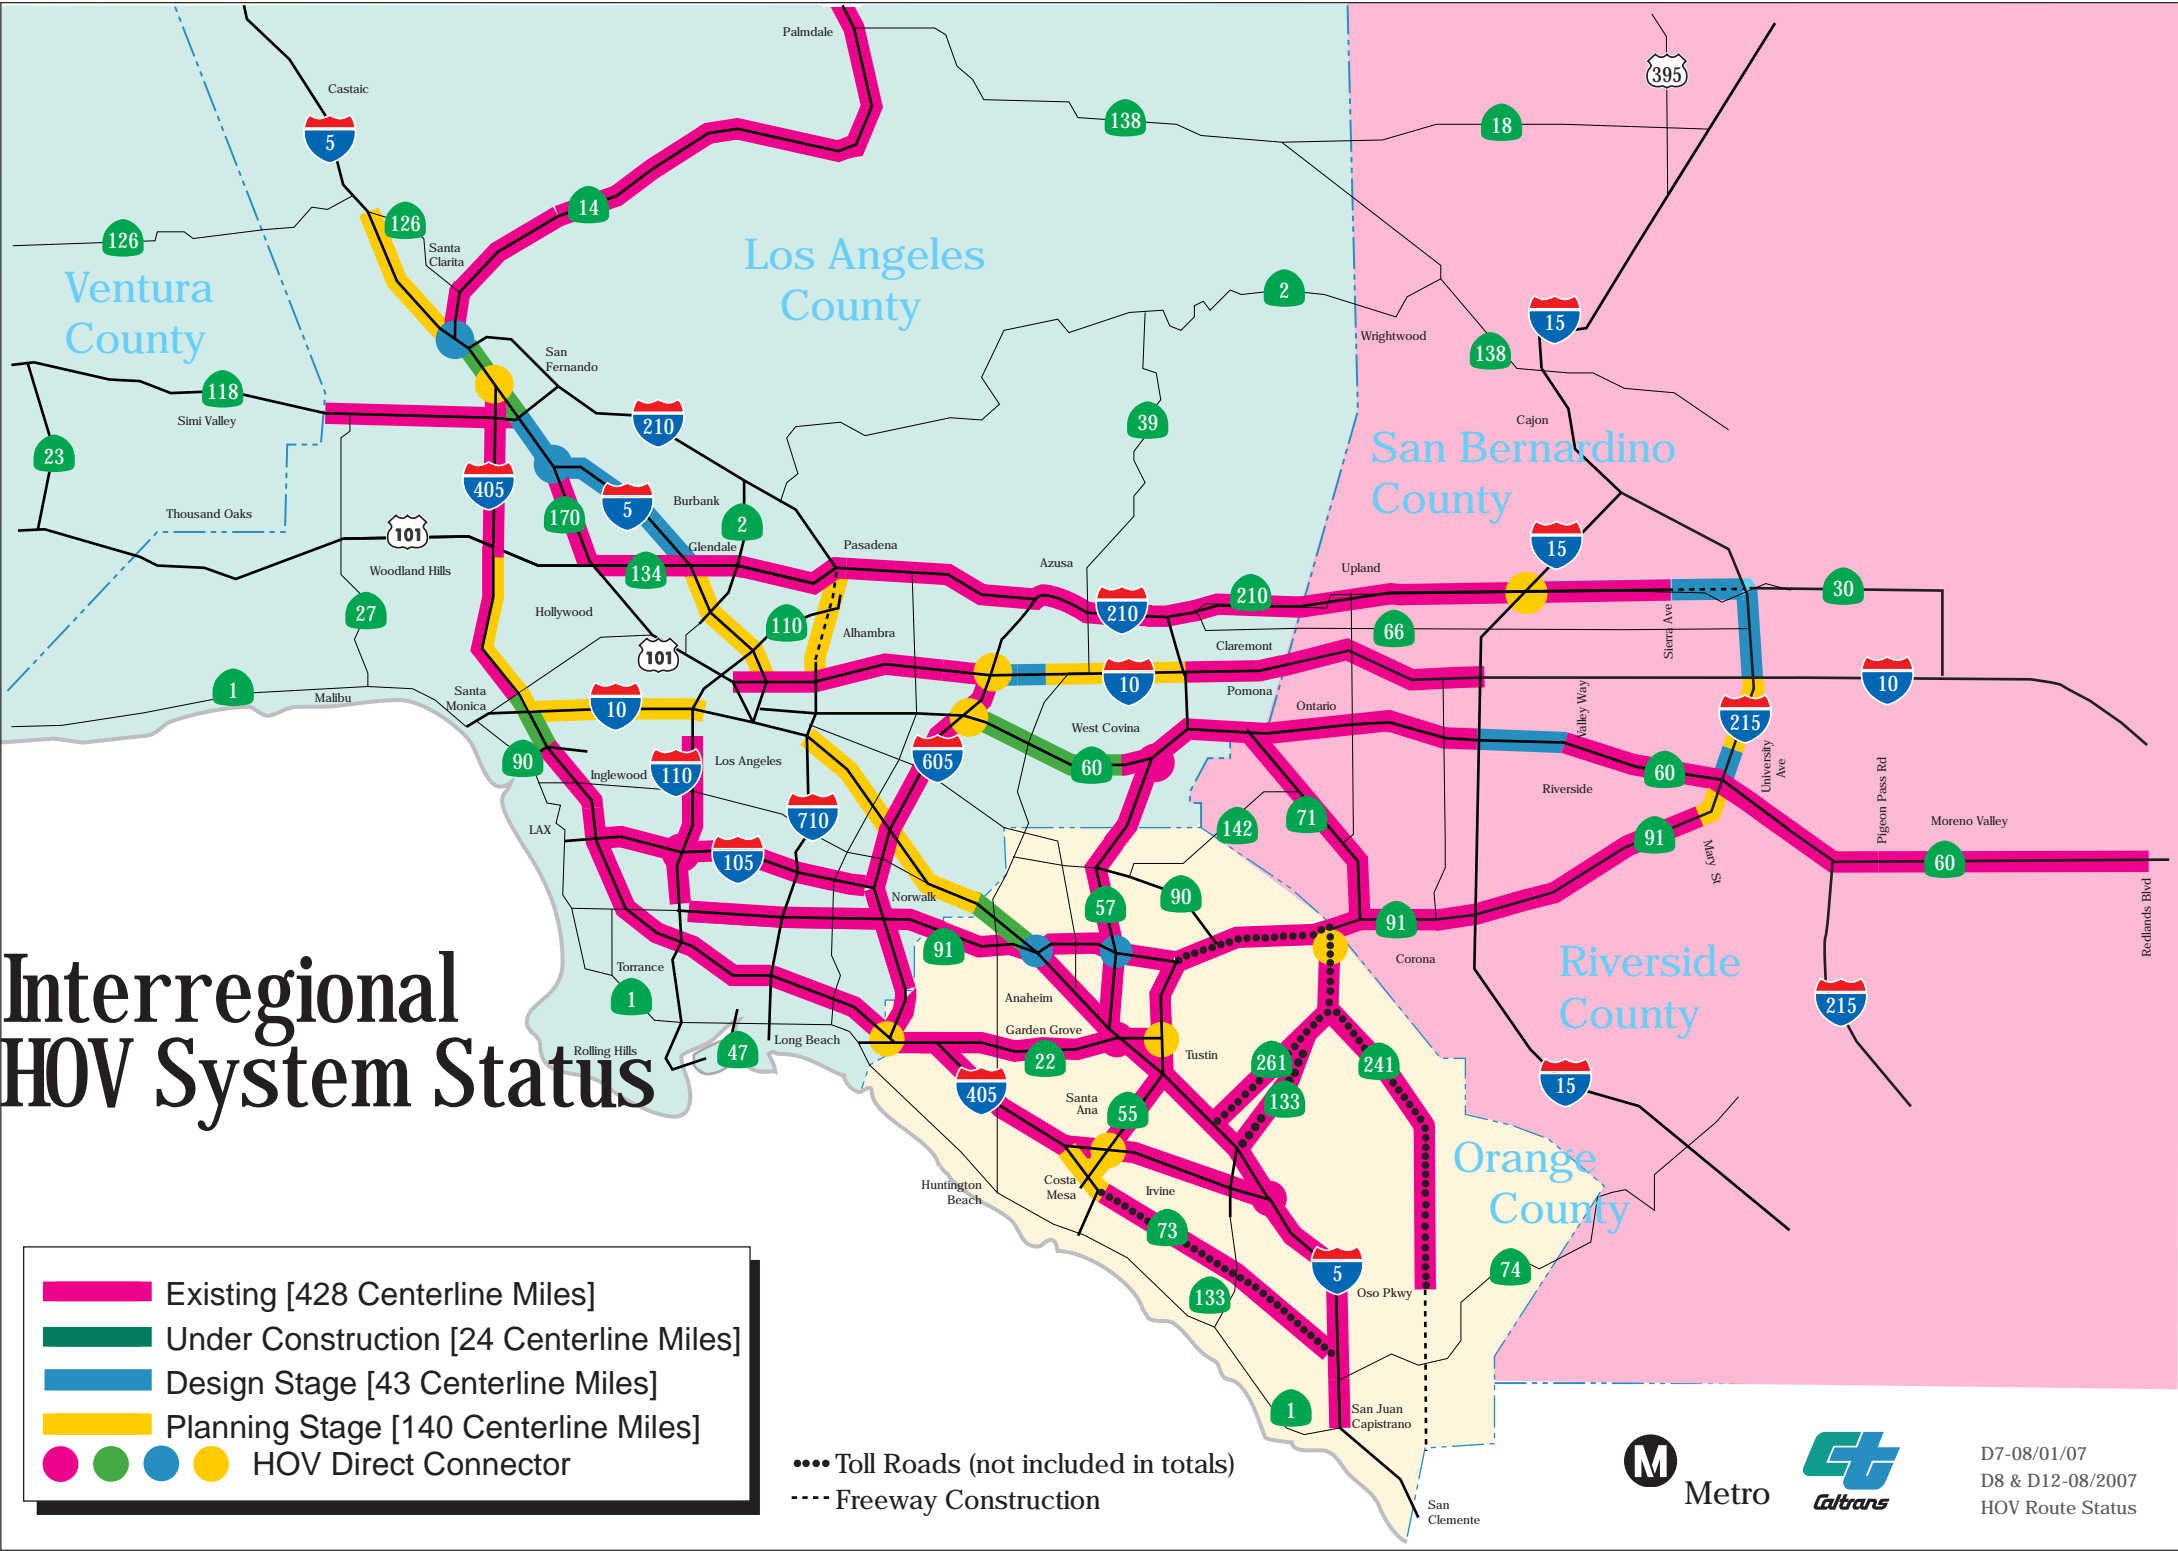 Palmdale
395
Castaic
5
138
18
14
126
126
Santa
Clarita
Los Angeles
County
Ventura
County
2
15
Wrightwood
138
San
Fernando
118
Simi Valley
210
39
Cajon
San Bernardino
County
23
405
Burbank
Thousand Oaks
170
5
2
101
Woodland Hills
Glendale
Pasadena
134
Azusa
Upland
15
27
Hollywood
110
Alhambra
210
210
30
66
Sierra Ave
101
Claremont
1
Malibu
Santa
Monica
10
10
Pomona
Ontario
Valley Way
10
215
West Covina
90
Inglewood
110
Los Angeles
605
60
60
University
Ave
Riverside
Pigeon Pass Rd
LAX
710
142
71
91
Moreno Valley
105
Mary St
60
Norwalk
57
90
91
91
Redlands Blvd
Corona
Riverside
County
Interregional
HOV System Status
Torrance
1
Anaheim
215
Rolling Hills
47
Long Beach
Garden Grove
22
Tustin
261
241
405
Santa
Ana
55
133
15
Orange
County
Huntington
Beach
Costa
Mesa
Irvine
73
5
Oso Pkwy
74
133
1
San Juan
Capistrano
San
Clemente
Existing [428 Centerline Miles]
Under Construction [24 Centerline Miles]
Design Stage [43 Centerline Miles]
Planning Stage [140 Centerline Miles]
HOV Direct Connector
Toll Roads (not included in totals)
Freeway Construction
M
Metro
Ct
Caltrans
D7-08/01/07
D8 & D12-08/2007
HOV Route Status